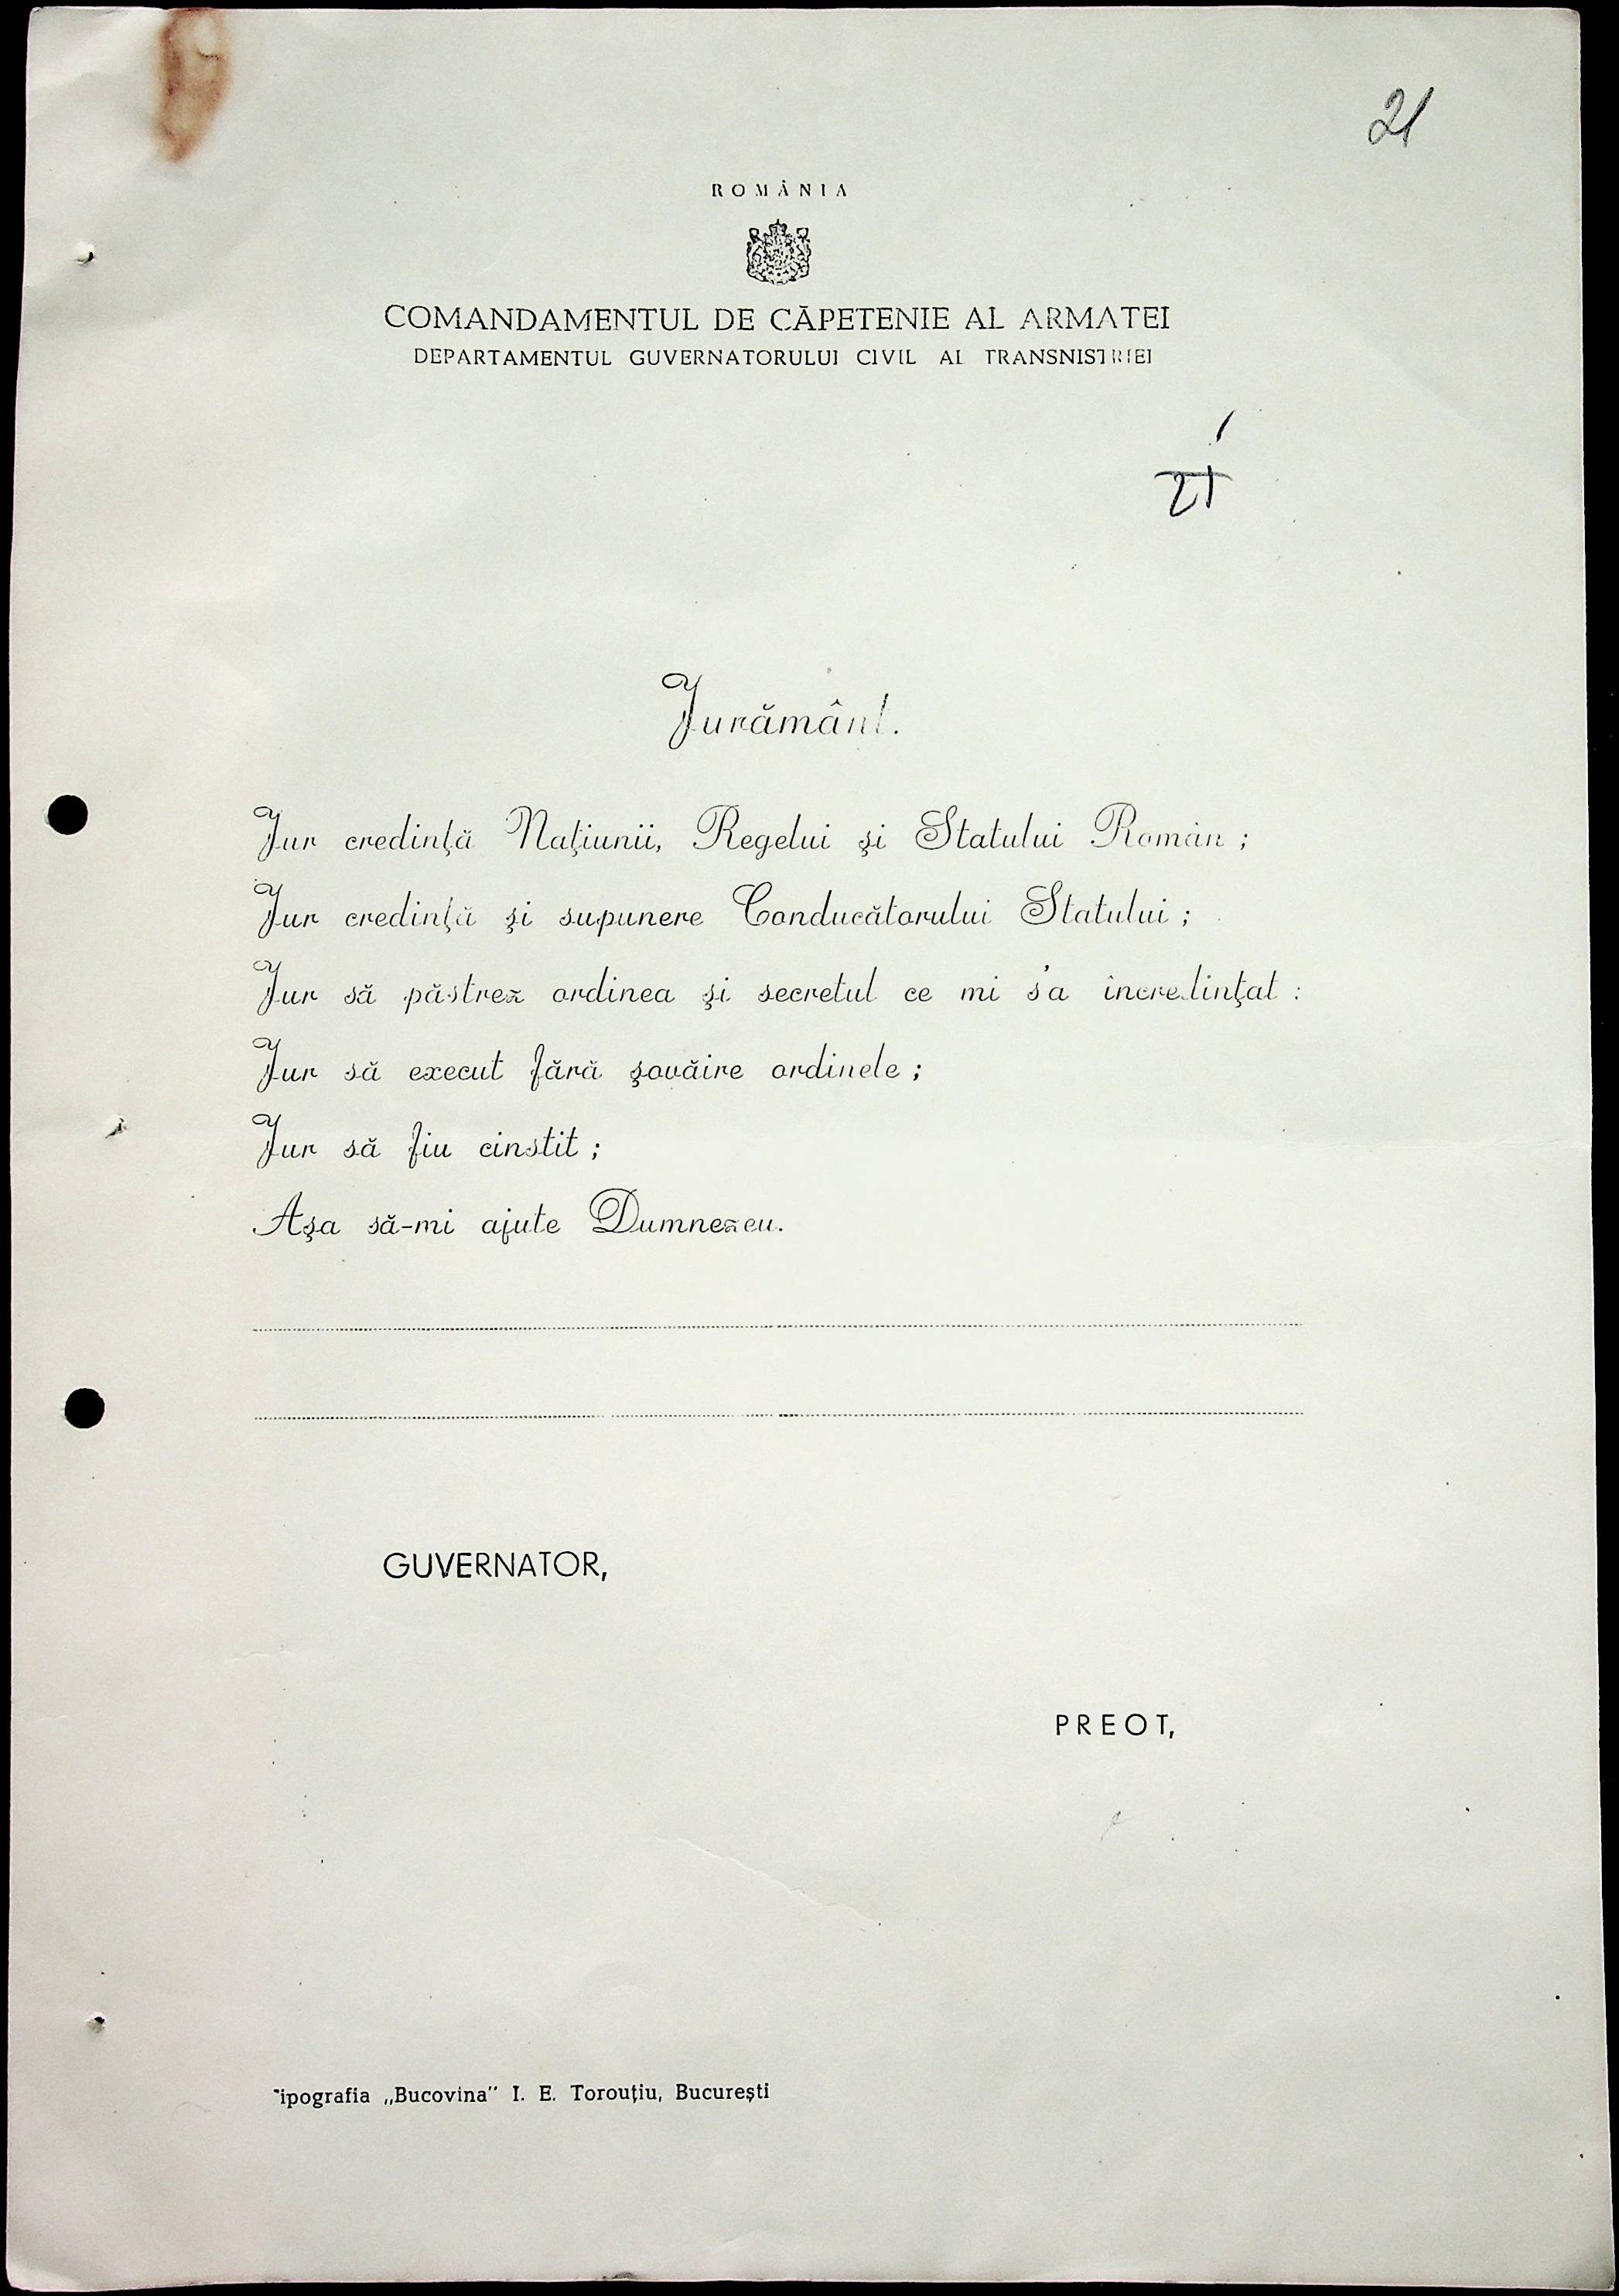 21
ROMÂNIA
COMANDAMENTUL DE CĂPETENIE AL ARMATEI
DEPARTAMENTUL GUVERNATORULUI CIVIL AL TRANSNISTRIEI
21
Jurământ.
Jur credinţă Naţiunii, Regelui şi Statului Român ;
Jur credinţă şi supunere Conducătorului Statului ;
Jur să păstrez ordinea şi secretul ce mi s'a încredinţat :
Jur să execut fără şovăire ordinele ;
Jur să fiu cinstit ;
Aşa să-mi ajute Dumnezeu.
GUVERNATOR,
PREOT,
Tipografia „Bucovina" I. E. Torouţiu, Bucureşti